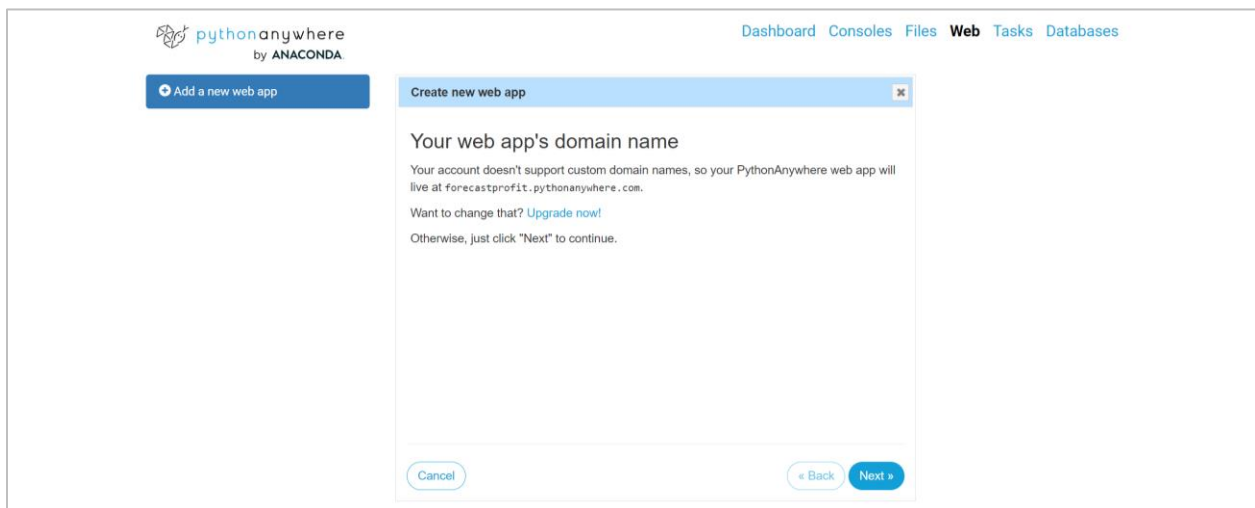 pythonanywhere
by ANACONDA.
Dashboard Consoles Files Web Tasks Databases
Add a new web app
Create new web app
Your web app's domain name
Your account doesn't support custom domain names, so your PythonAnywhere web app will
live at forecastprofit.pythonanywhere.com.
Want to change that? Upgrade now!
Otherwise, just click "Next" to continue.
Cancel
« Back
Next »